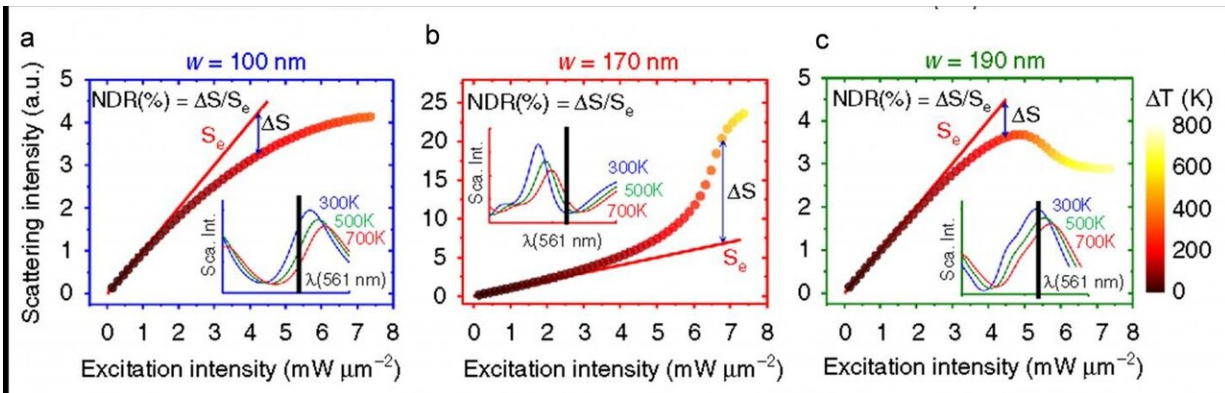 a
w = 100 nm
NDR(%) = ΔS/Sₑ
Sₑ
ΔS
300K
500K
700K
Sca. Int.
λ(561 nm)
Scattering intensity (a.u.)
5
4
3
2
1
0
0 1 2 3 4 5 6 7 8
Excitation intensity (mW μm⁻²)
b
w = 170 nm
NDR(%) = ΔS/Sₑ
300K
500K
700K
Sca. Int.
λ(561 nm)
ΔS
Sₑ
25
20
15
10
5
0
0 1 2 3 4 5 6 7 8
Excitation intensity (mW μm⁻²)
c
w = 190 nm
NDR(%) = ΔS/Sₑ
Sₑ
ΔS
300K
500K
700K
Sca. Int.
λ(561 nm)
5
4
3
2
1
0
0 1 2 3 4 5 6 7 8
Excitation intensity (mW μm⁻²)
ΔT (K)
800
600
400
200
0